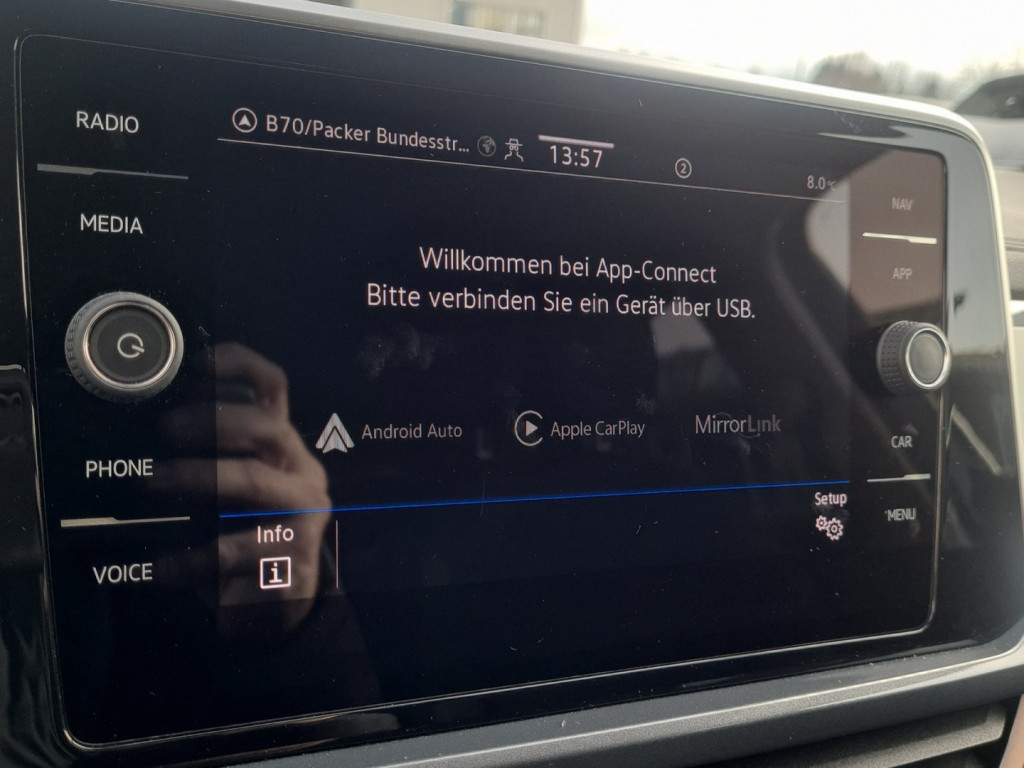 RADIO
MEDIA
PHONE
VOICE
B70/Packer Bundesstr...
13:57
2
8.0°C
Willkommen bei App-Connect
Bitte verbinden Sie ein Gerät über USB.
Android Auto
Apple CarPlay
MirrorLink
Info
i
Setup
NAV
APP
CAR
MENU